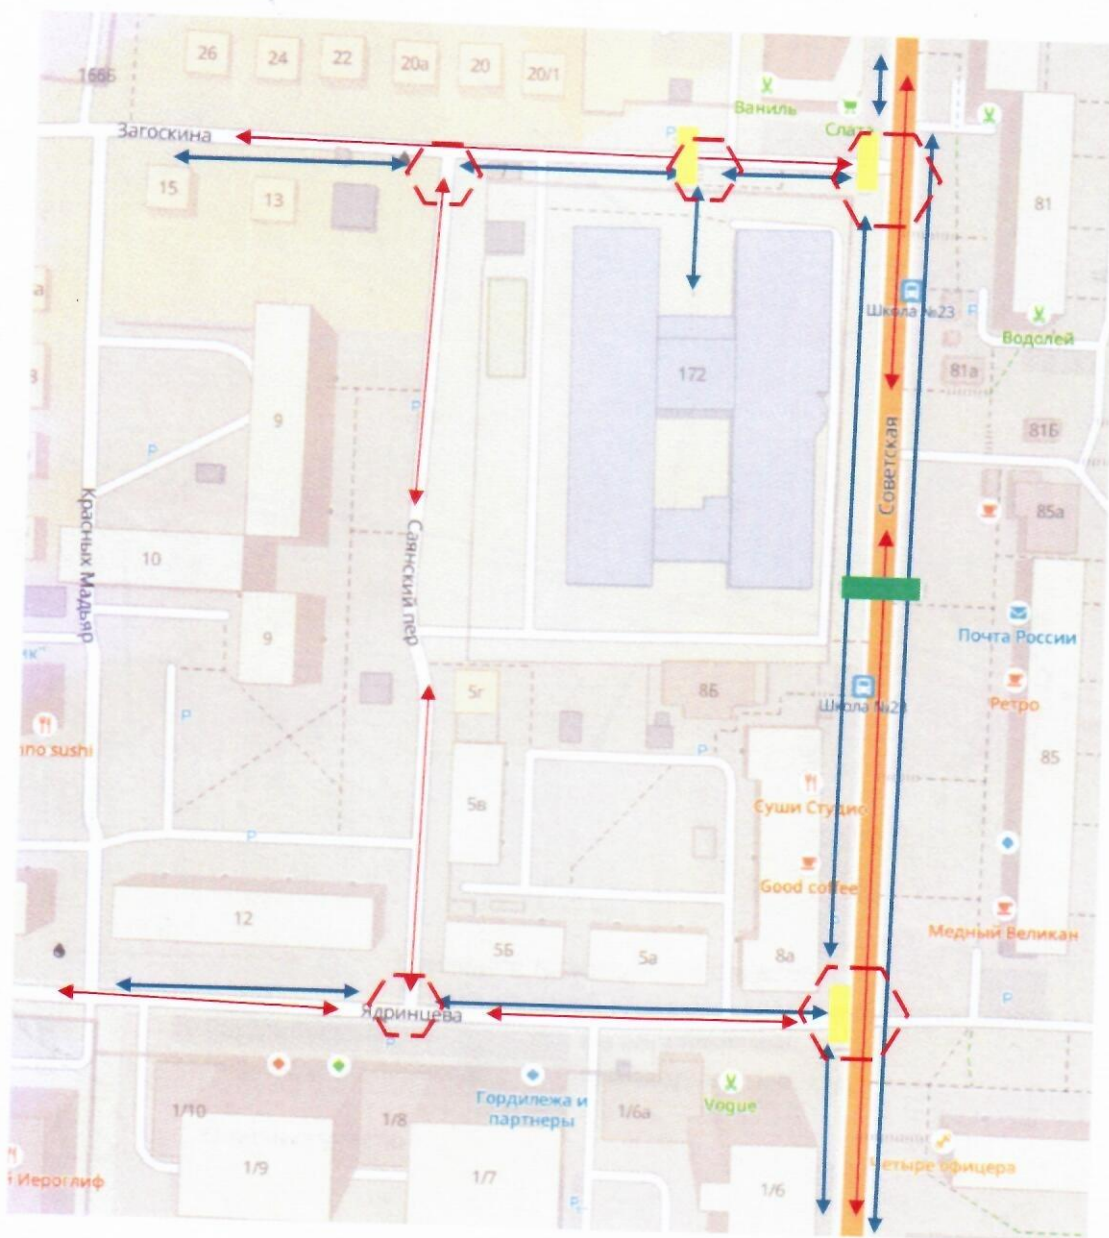 26
24
22
20а
20
20/1
166Б
Ваниль
P
Загоскина
15
13
81
Школа №23
P
Водолей
172
81а
9
P
P
81Б
Советская
85а
Красных Мадьяр
10
Саянский пер
9
Почта России
5г
8Б
Ретро
P
nno sushi
P
85
5в
Суши Студио
P
Good coffee
12
Медный Великан
5Б
5а
8а
P
Ядринцева
P
Гордилежа и
партнеры
Vogue
1/10
1/8
1/6а
Четыре офицера
1/9
1/7
1/6
Иероглиф
P